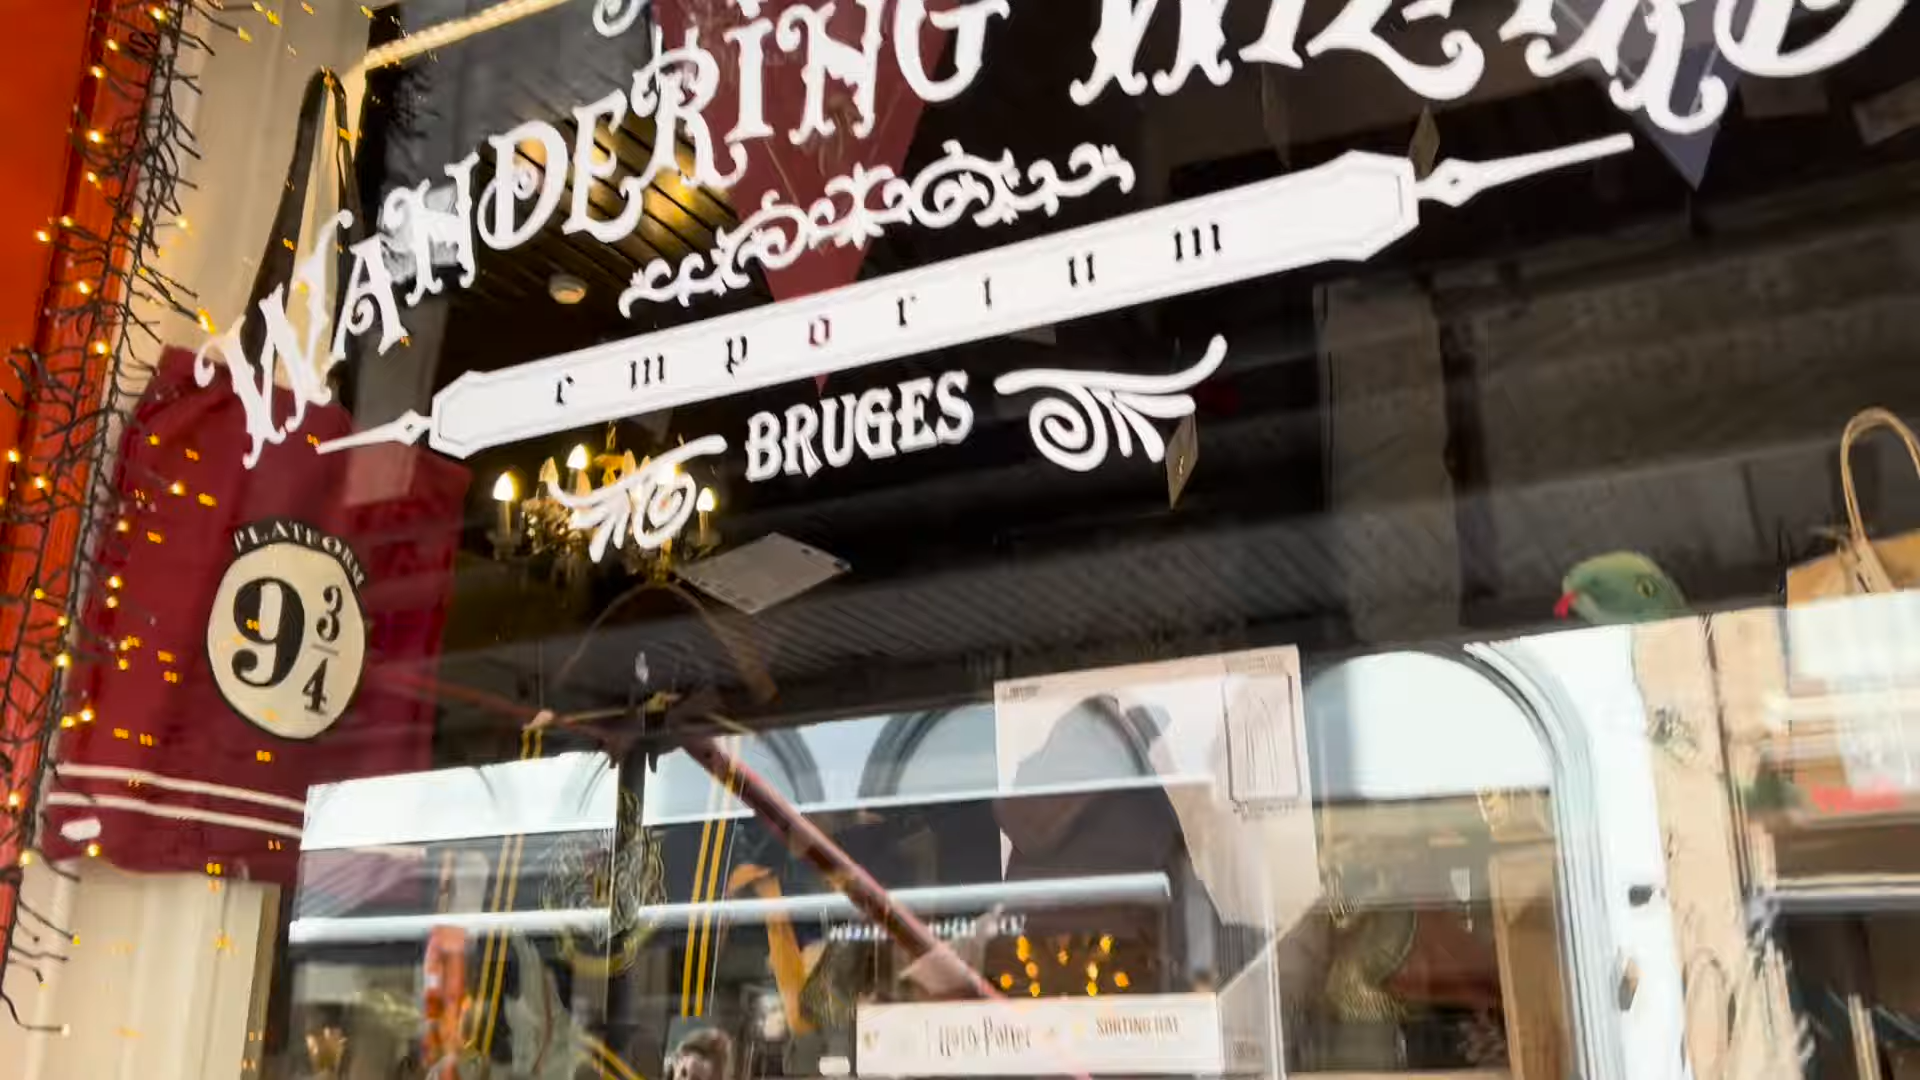 WANDERING WIZARD
emporium
BRUGES
PLATFORM
9 3/4
Harry Potter SORTING HAT